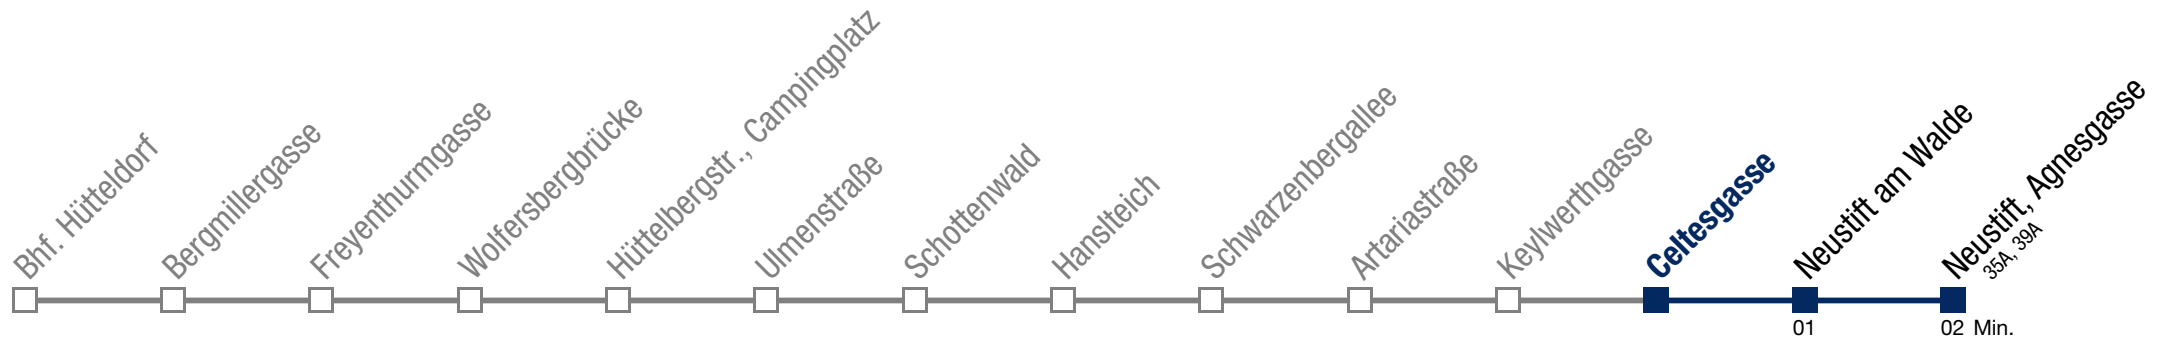 Bhf. Hütteldorf
Bergmillergasse
Freyenthurmgasse
Wolfersbergbrücke
Hüttelbergstr., Campingplatz
Ulmenstraße
Schottenwald
Hanslteich
Schwarzenbergallee
Artariastraße
Keylwerthgasse
Celtesgasse
Neustift am Walde
Neustift, Agnesgasse
35A, 39A
01
02 Min.